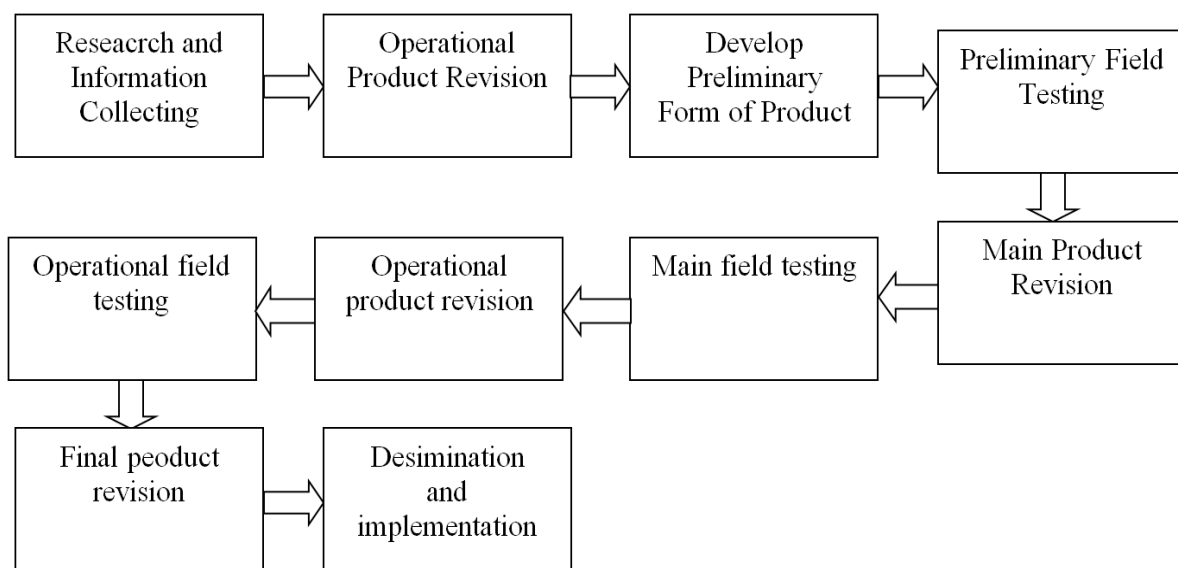 Reseacrch and
Information
Collecting
Operational
Product Revision
Develop
Preliminary
Form of Product
Preliminary Field
Testing
Main Product
Revision
Main field testing
Operational
product revision
Operational field
testing
Final peoduct
revision
Desimination
and
implementation